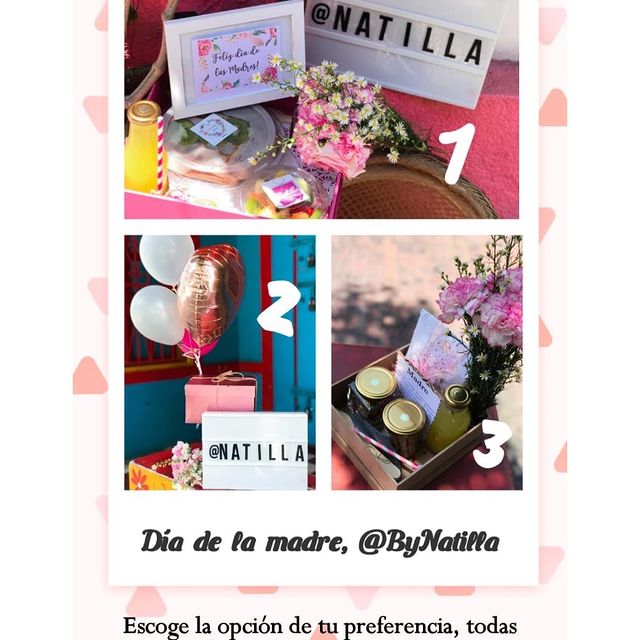 @NATILLA
¡Feliz día de
las Madres!
1
2
@NATILLA
Madre
3
Día de la madre, @ByNatilla
Escoge la opción de tu preferencia, todas